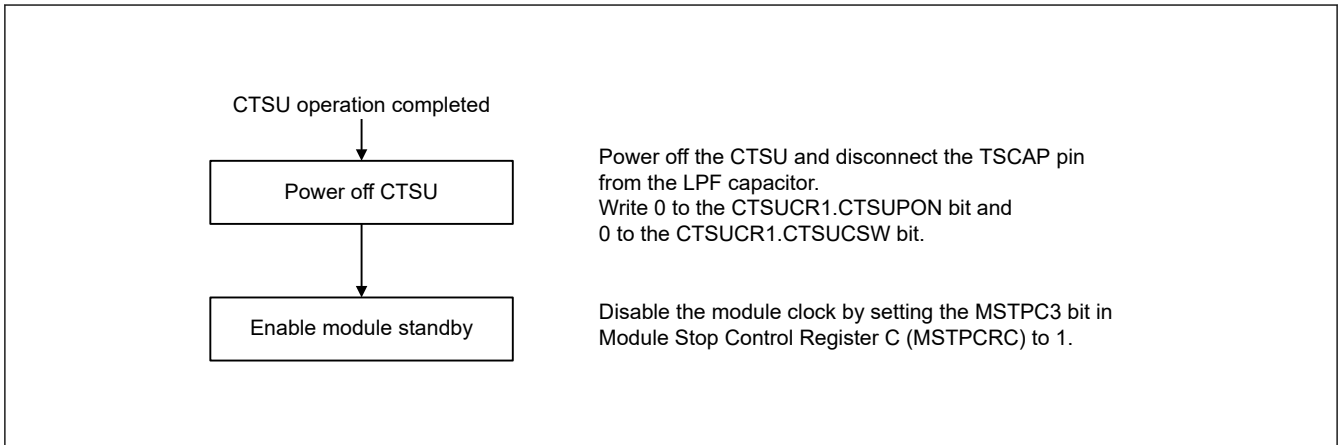 CTSU operation completed
Power off CTSU
Power off the CTSU and disconnect the TSCAP pin
from the LPF capacitor.
Write 0 to the CTSUCR1.CTSUPON bit and
0 to the CTSUCR1.CTSUCSW bit.
Enable module standby
Disable the module clock by setting the MSTPC3 bit in
Module Stop Control Register C (MSTPCRC) to 1.